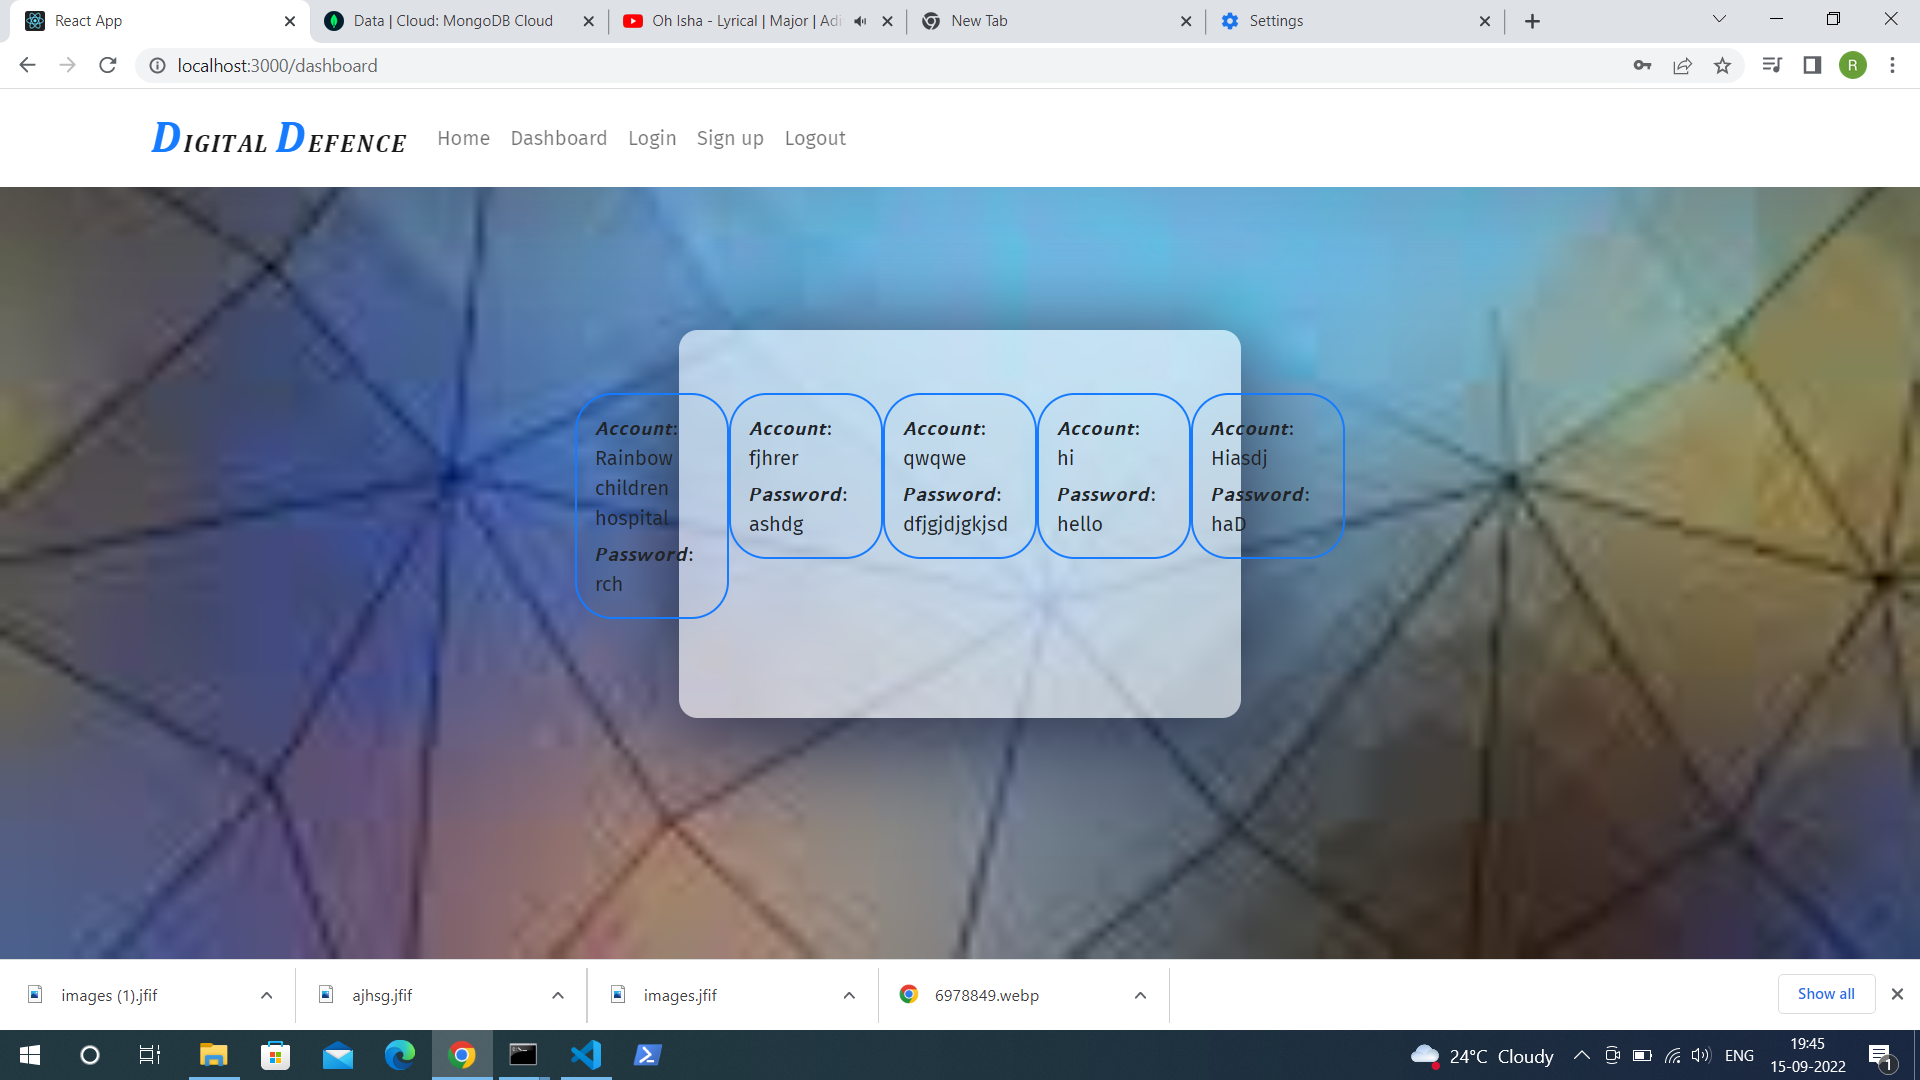 React App
Data | Cloud: MongoDB Cloud
Oh Isha - Lyrical | Major | Adi
New Tab
Settings
localhost:3000/dashboard
R
DIGITAL DEFENCE
Home
Dashboard
Login
Sign up
Logout
Account:
Rainbow
children
hospital
Password:
rch
Account:
fjhrer
Password:
ashdg
Account:
qwqwe
Password:
dfjgjdjgkjsd
Account:
hi
Password:
hello
Account:
Hiasdj
Password:
haD
images (1).jfif
ajhsg.jfif
images.jfif
6978849.webp
Show all
24°C Cloudy
ENG
19:45
15-09-2022
1